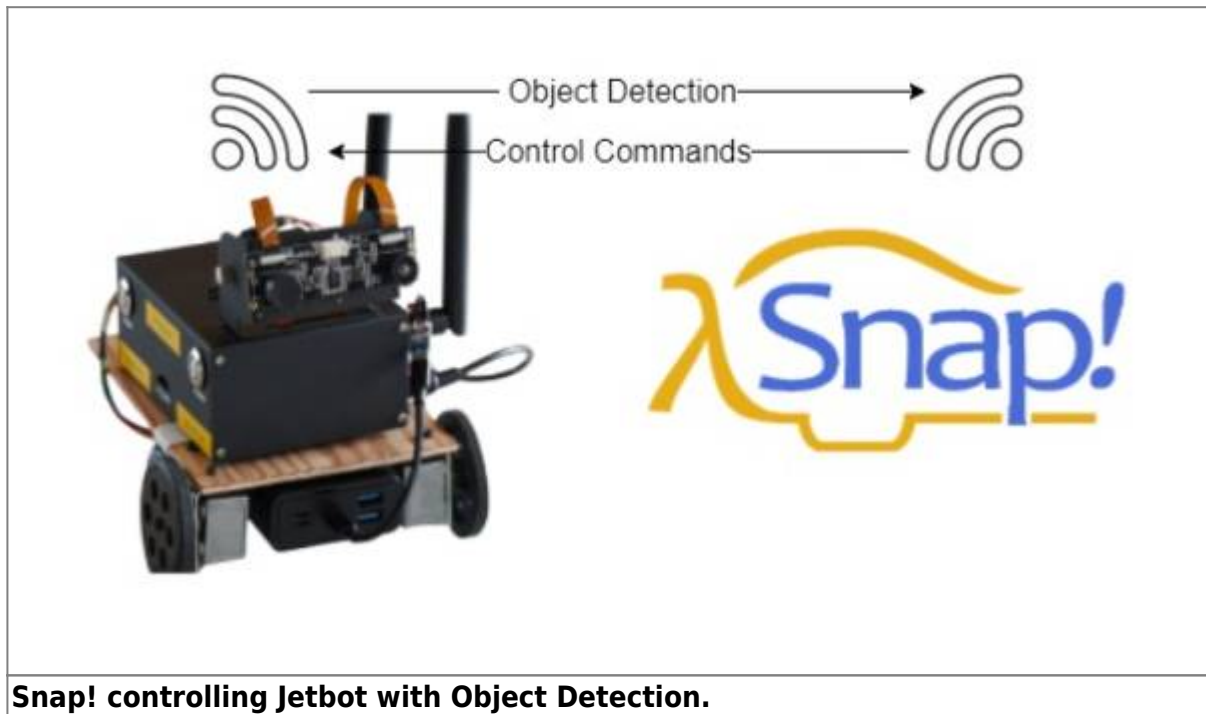 Object Detection
Control Commands
λSnap!
Snap! controlling Jetbot with Object Detection.